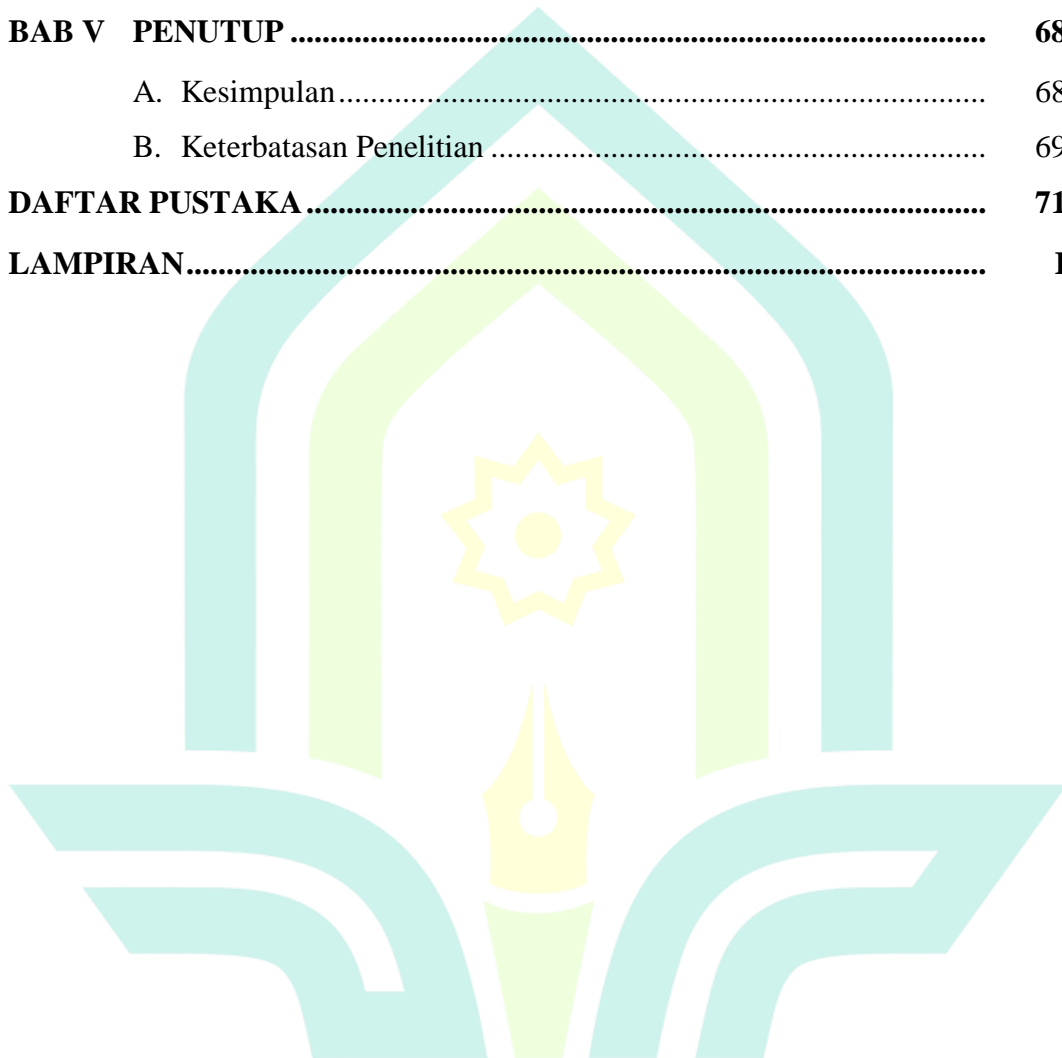 BAB V PENUTUP ........................................................................................ 68
A. Kesimpulan.................................................................................. 68
B. Keterbatasan Penelitian .............................................................. 69
DAFTAR PUSTAKA ...................................................................................... 71
LAMPIRAN..................................................................................................... I